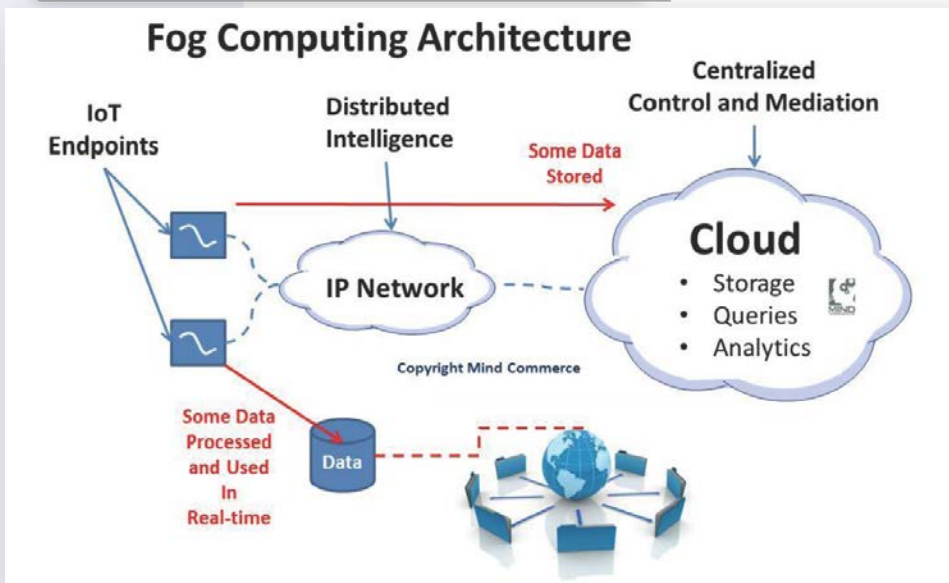 Fog Computing Architecture
IoT
Endpoints
Distributed
Intelligence
Centralized
Control and Mediation
Some Data
Stored
Cloud
• Storage
• Queries
• Analytics
MIND
IP Network
Copyright Mind Commerce
Some Data
Processed
and Used
In
Real-time
Data